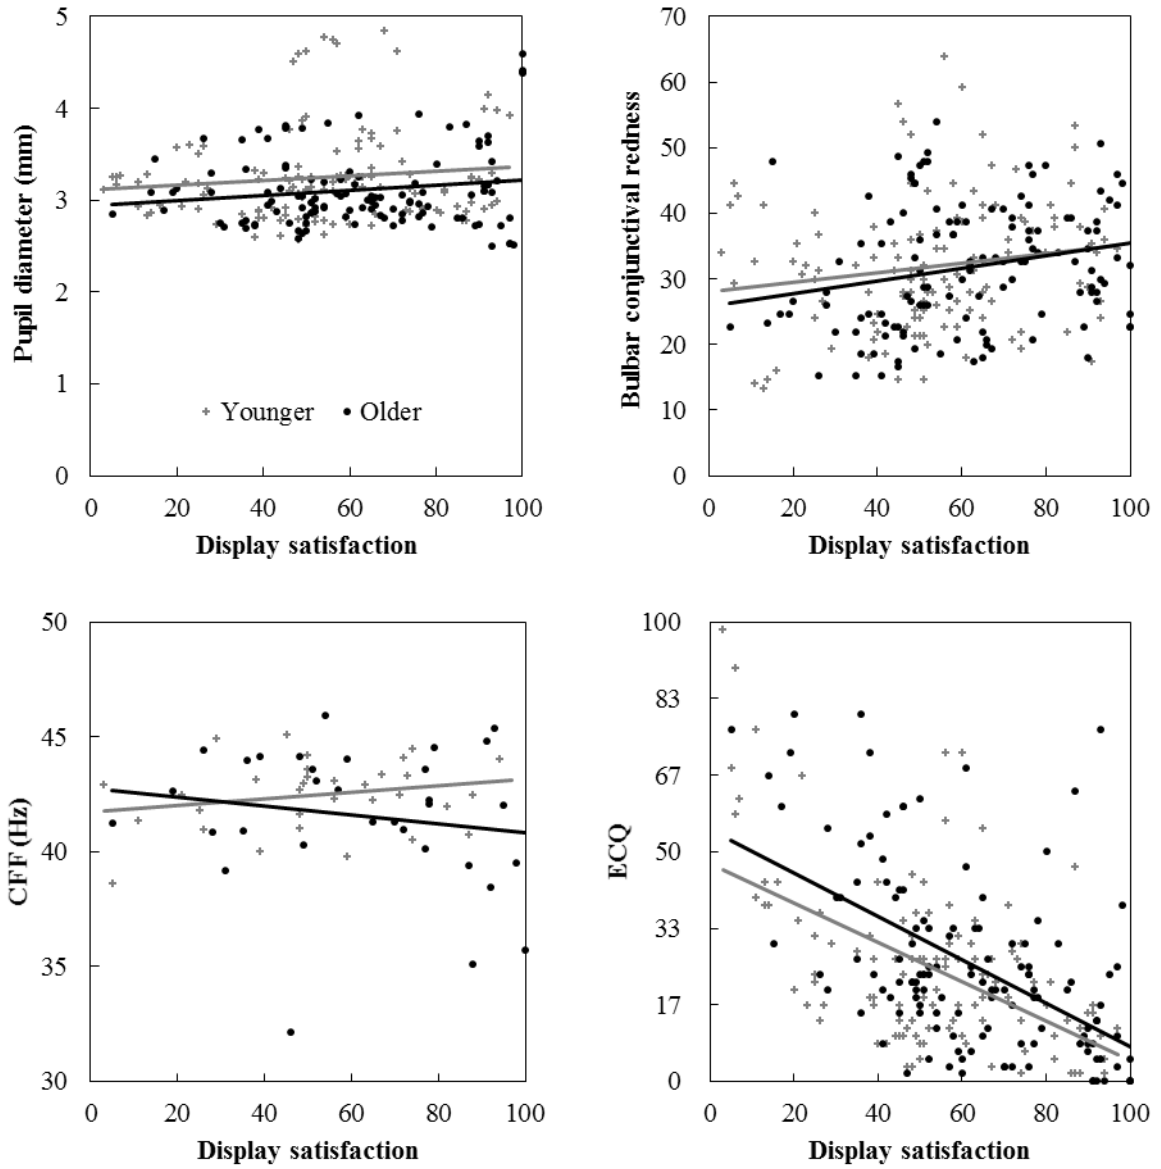 Pupil diameter (mm)
5
4
3
2
1
0
Younger
Older
0 20 40 60 80 100
Display satisfaction
Bulbar conjunctival redness
70
60
50
40
30
20
10
0
0 20 40 60 80 100
Display satisfaction
CFF (Hz)
50
45
40
35
30
0 20 40 60 80 100
Display satisfaction
ECQ
100
83
67
50
33
17
0
0 20 40 60 80 100
Display satisfaction